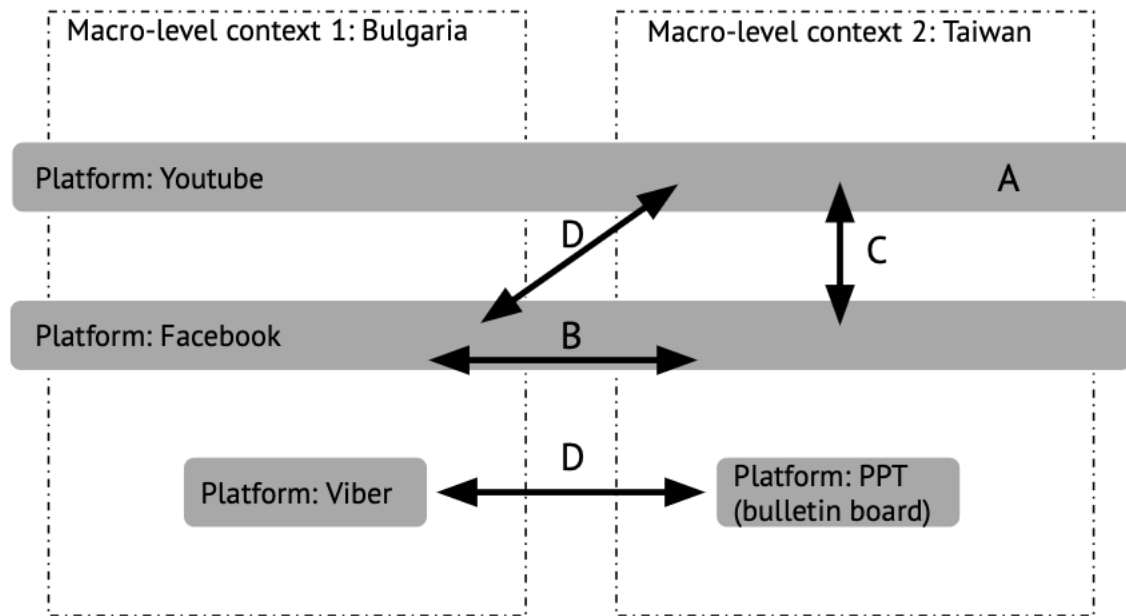 Macro-level context 1: Bulgaria
Macro-level context 2: Taiwan
Platform: Youtube
A
D
C
Platform: Facebook
B
D
Platform: Viber
Platform: PPT
(bulletin board)